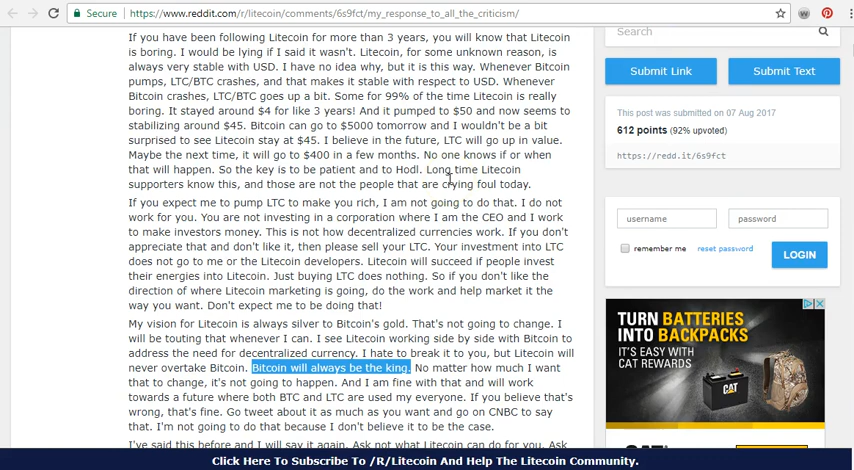 Secure
https://www.reddit.com/r/litecoin/comments/6s9fct/my_response_to_all_the_criticism/
If you have been following Litecoin for more than 3 years, you will know that Litecoin
is boring. I would be lying if I said it wasn't. Litecoin, for some unknown reason, is
always very stable with USD. I have no idea why, but it is this way. Whenever Bitcoin
pumps, LTC/BTC crashes, and that makes it stable with respect to USD. Whenever
Bitcoin crashes, LTC/BTC goes up a bit. Some for 99% of the time Litecoin is really
boring. It stayed around $4 for like 3 years! And it pumped to $50 and now seems to
stabilizing around $45. Bitcoin can go to $5000 tomorrow and I wouldn't be a bit
surprised to see Litecoin stay at $45. I believe in the future, LTC will go up in value.
Maybe the next time, it will go to $400 in a few months. No one knows if or when
that will happen. So the key is to be patient and to Hodl. Long time Litecoin
supporters know this, and those are not the people that are crying foul today.
If you expect me to pump LTC to make you rich, I am not going to do that. I do not
work for you. You are not investing in a corporation where I am the CEO and I work
to make investors money. This is not how decentralized currencies work. If you don't
appreciate that and don't like it, then please sell your LTC. Your investment into LTC
does not go to me or the Litecoin developers. Litecoin will succeed if people invest
their energies into Litecoin. Just buying LTC does nothing. So if you don't like the
direction of where Litecoin marketing is going, do the work and help market it the
way you want. Don't expect me to be doing that!
My vision for Litecoin is always silver to Bitcoin's gold. That's not going to change. I
will be touting that whenever I can. I see Litecoin working side by side with Bitcoin to
address the need for decentralized currency. I hate to break it to you, but Litecoin will
never overtake Bitcoin. Bitcoin will always be the king. No matter how much I want
that to change, it's not going to happen. And I am fine with that and will work
towards a future where both BTC and LTC are used my everyone. If you believe that's
wrong, that's fine. Go tweet about it as much as you want and go on CNBC to say
that. I'm not going to do that because I don't believe it to be the case.
I've said this before and I will say it again. Ask not what Litecoin can do for you. Ask
Search
Submit Link
Submit Text
This post was submitted on 07 Aug 2017
612 points (92% upvoted)
https://redd.it/6s9fct
username
password
remember me
reset password
LOGIN
TURN BATTERIES
INTO BACKPACKS
IT'S EASY WITH
CAT REWARDS
CAT
Click Here To Subscribe To /R/Litecoin And Help The Litecoin Community.